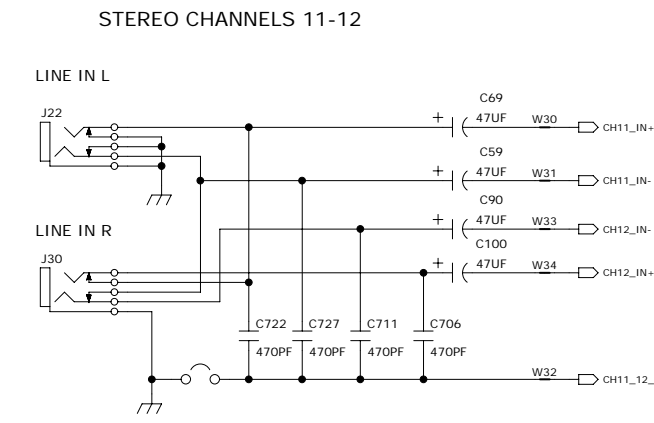 STEREO CHANNELS 11-12
LINE IN L
J22
C69
+
47UF
W30
CH11_IN+
C59
+
47UF
W31
CH11_IN-
C90
+
47UF
W33
CH12_IN-
LINE IN R
J30
C100
+
47UF
W34
CH12_IN+
C722
C727
C711
C706
470PF
470PF
470PF
470PF
W32
CH11_12_